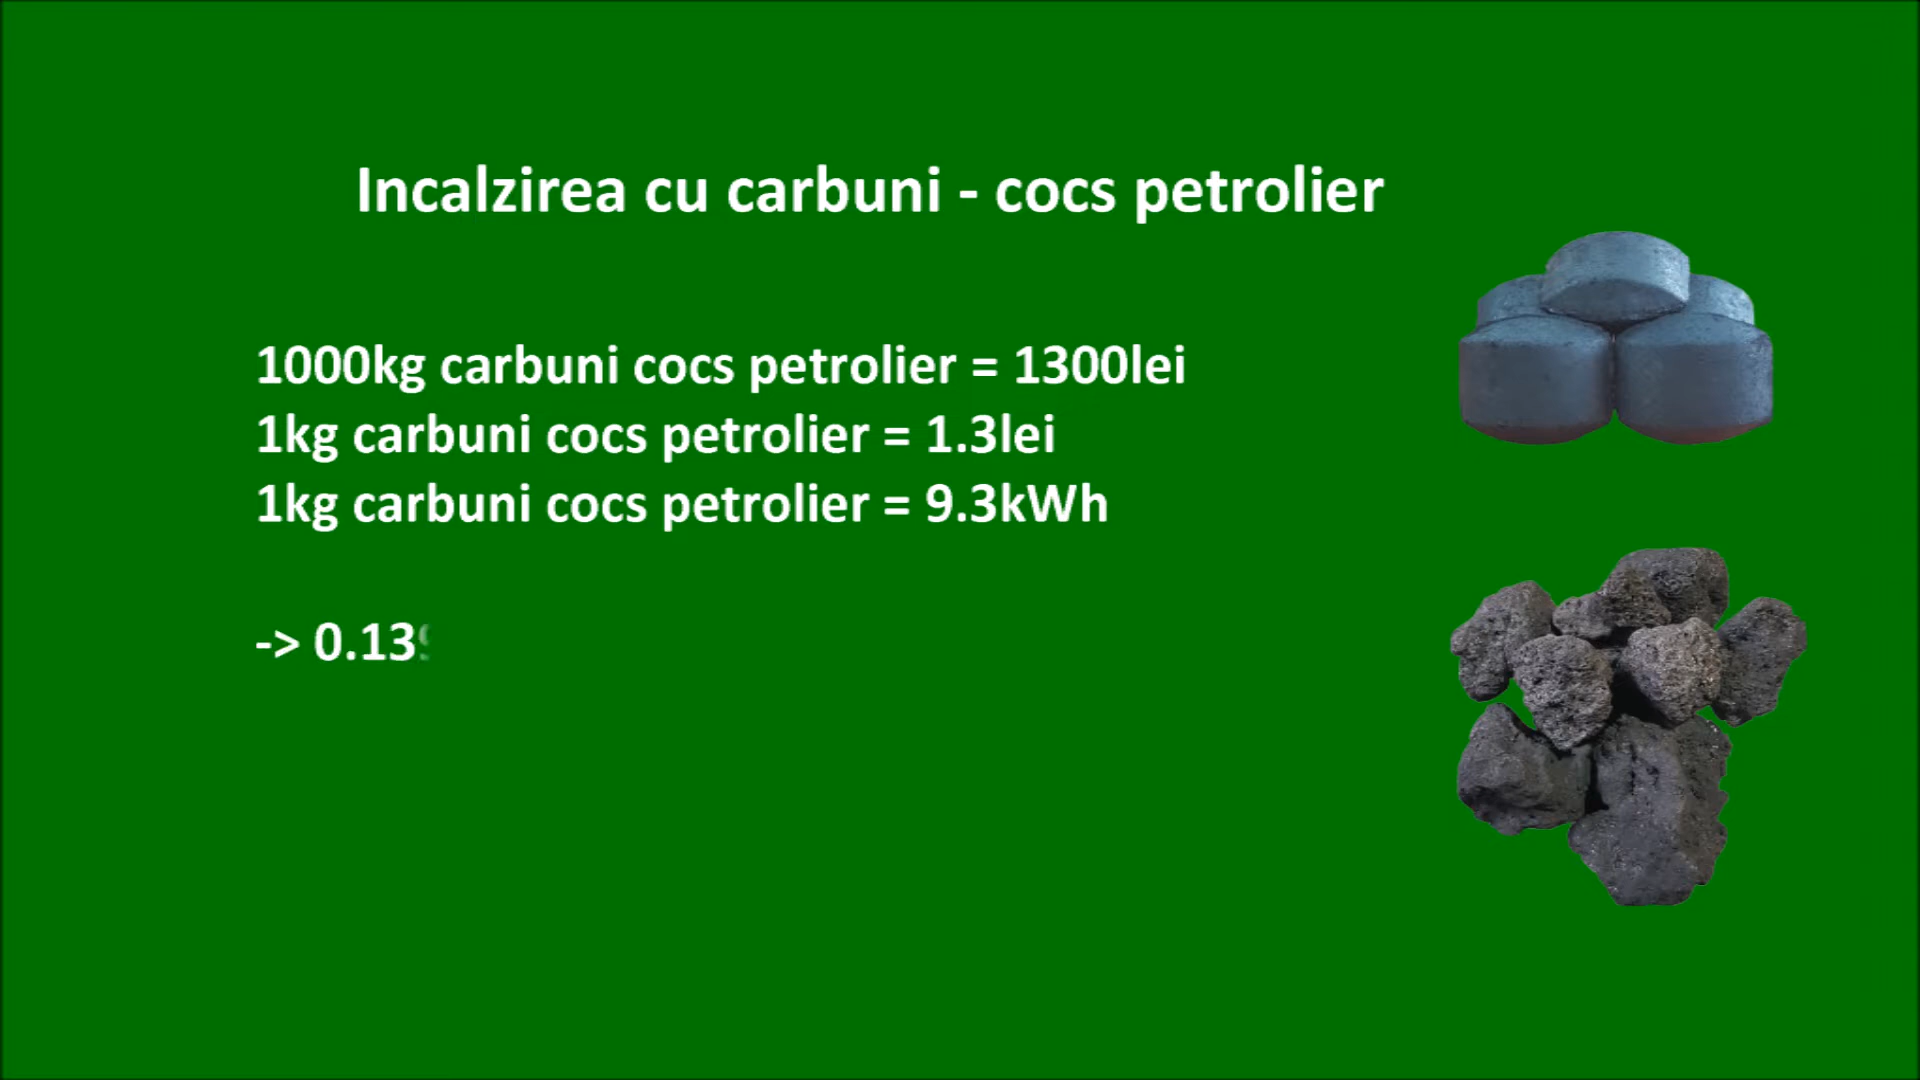 Incalzirea cu carbuni - cocs petrolier
1000kg carbuni cocs petrolier = 1300lei
1kg carbuni cocs petrolier = 1.3lei
1kg carbuni cocs petrolier = 9.3kWh
-> 0.139